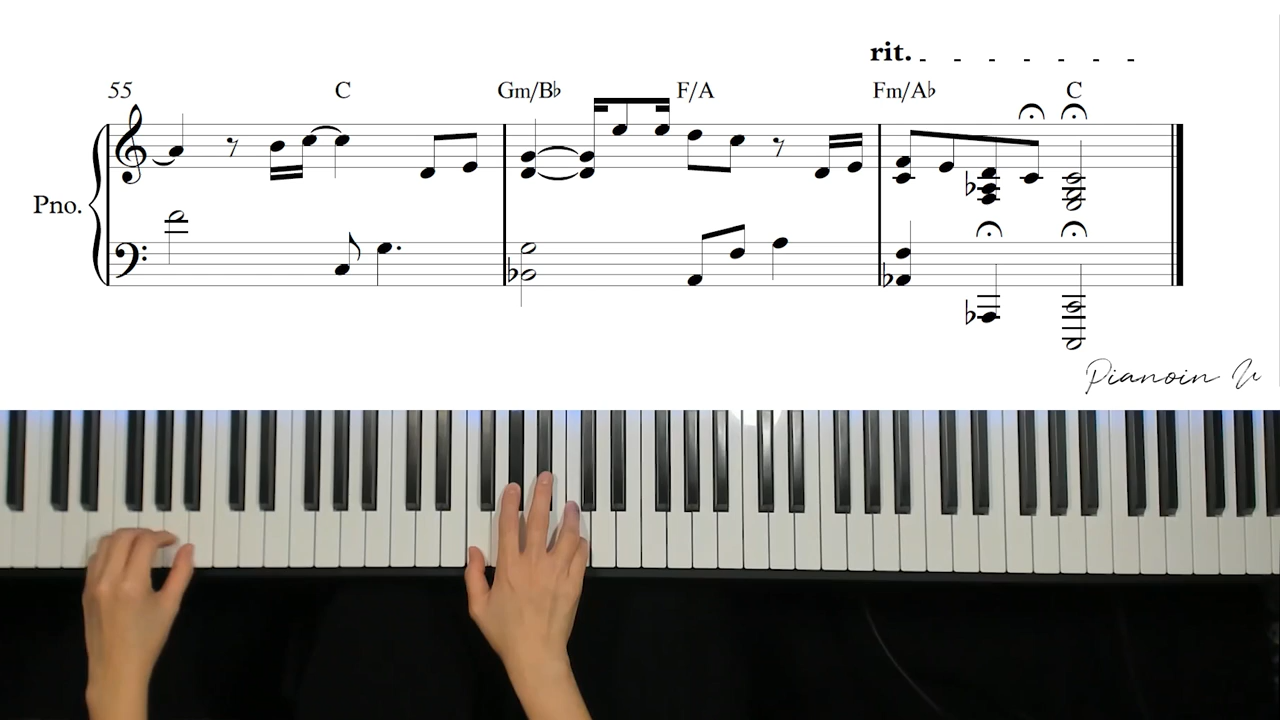 rit.
55 C Gm/B♭ F/A Fm/A♭ C
Pno.
Pianoin U